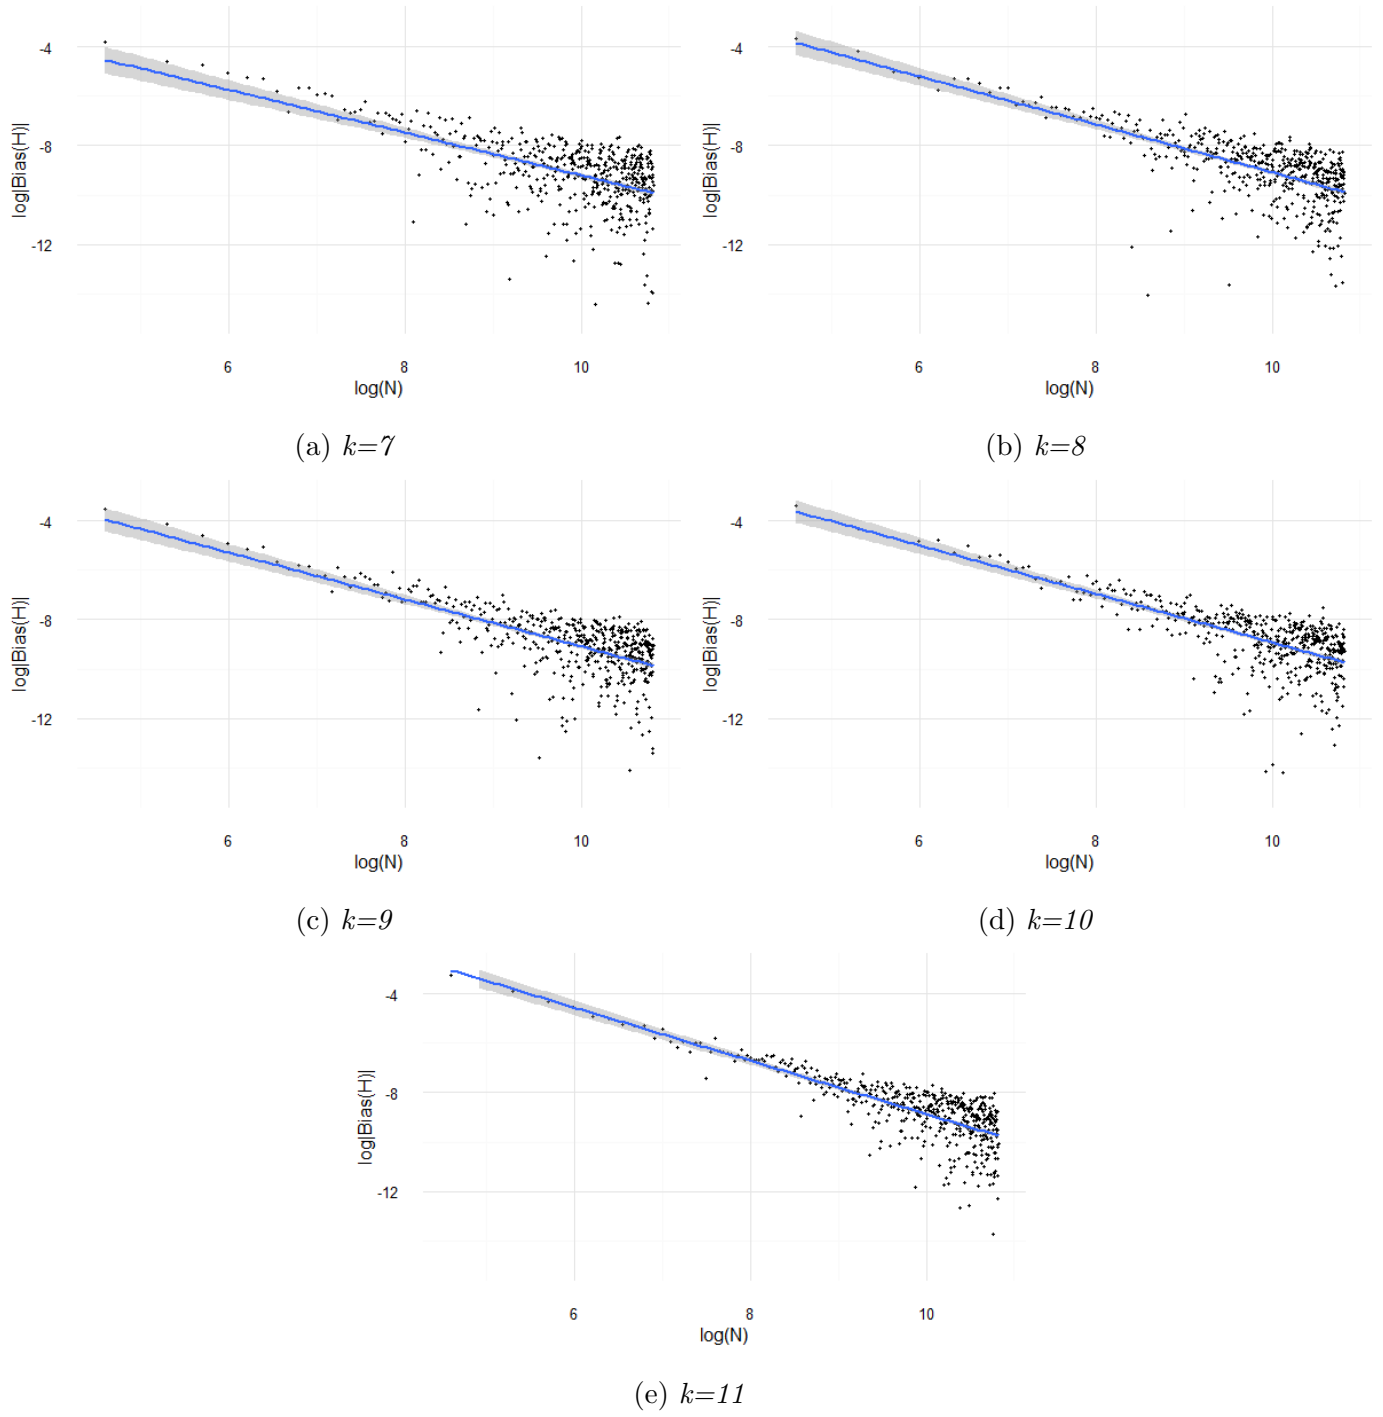 -4
-8
-12
log|Bias(H)|
6 8 10
log(N)
(a) k=7
-4
-8
-12
log|Bias(H)|
6 8 10
log(N)
(b) k=8
-4
-8
-12
log|Bias(H)|
6 8 10
log(N)
(c) k=9
-4
-8
-12
log|Bias(H)|
6 8 10
log(N)
(d) k=10
-4
-8
-12
log|Bias(H)|
6 8 10
log(N)
(e) k=11